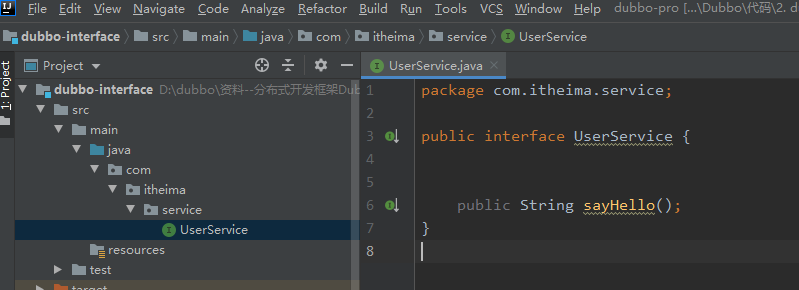 File Edit View Navigate Code Analyze Refactor Build Run Tools VCS Window Help dubbo-pro [...\Dubbo\代码\2. d
dubbo-interface src main java com itheima service UserService
1: Project
Project
UserService.java
dubbo-interface D:\dubbo\资料--分布式开发框架Dub
src
main
java
com
itheima
service
UserService
resources
test
target
1 package com.itheima.service;
2
3 public interface UserService {
4
5
6 public String sayHello();
7 }
8